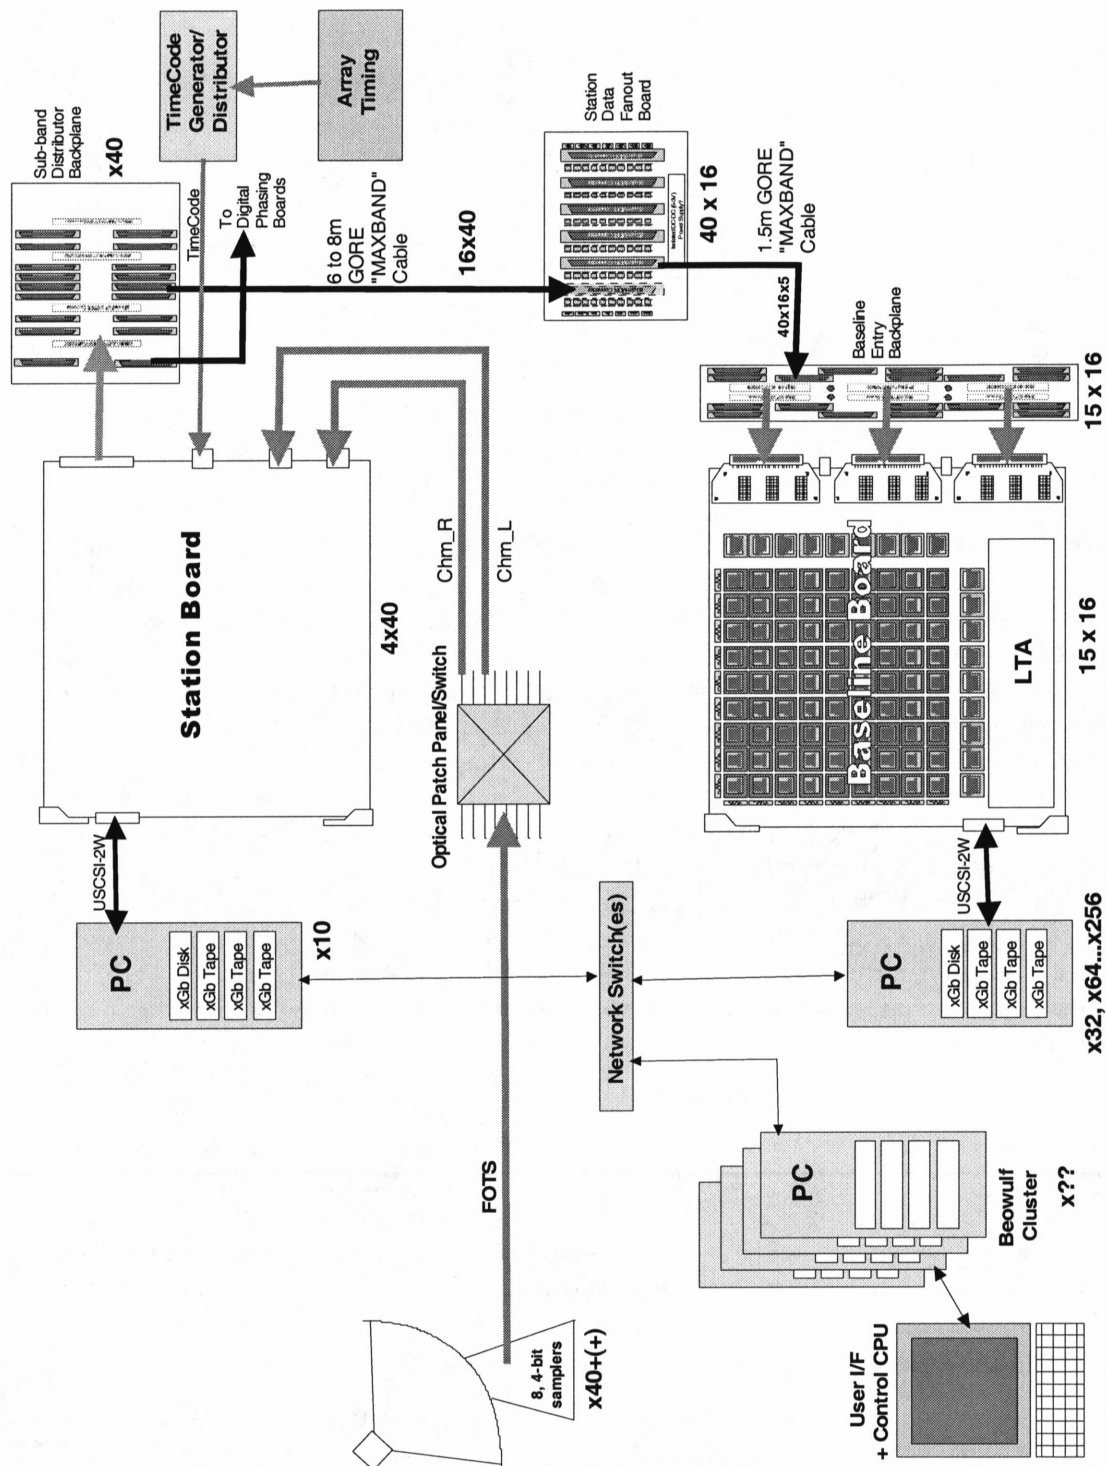 TimeCode
Generator/
Distributor
Array
Timing
Sub-band
Distributor
Backplane
x40
TimeCode
To
Digital
Phasing
Boards
6 to 8m
GORE
"MAXBAND"
Cable
16x40
Station
Data
Fanout
Board
40 x 16
1.5m GORE
"MAXBAND"
Cable
40x16x5
Baseline
Entry
Backplane
15 x 16
Station Board
4x40
Chm_R
Chm_L
Optical Patch Panel/Switch
Baseline Board
LTA
15 x 16
USCSI-2W
PC
xGb Disk
xGb Tape
xGb Tape
xGb Tape
x10
Network Switch(es)
USCSI-2W
PC
xGb Disk
xGb Tape
xGb Tape
xGb Tape
x32, x64...x256
FOTS
PC
Beowulf
Cluster
x??
8, 4-bit
samplers
x40+(+)
User I/F
+ Control CPU